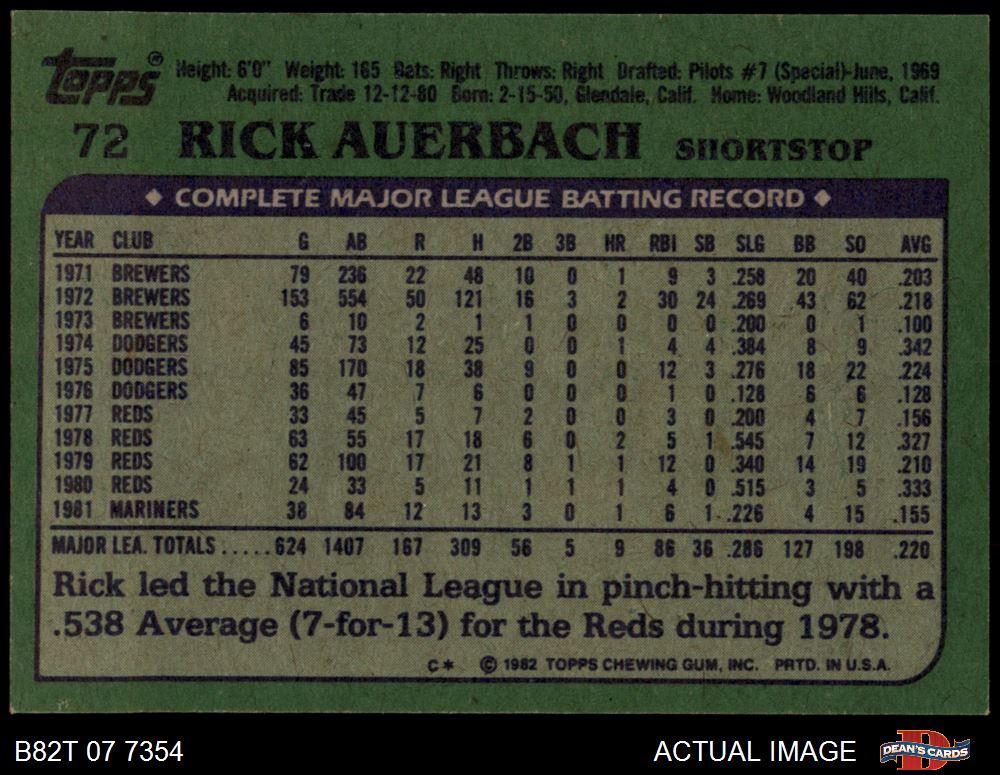 Topps® Height: 6'0" Weight: 165 Bats: Right Throws: Right Drafted: Pilots #7 (Special)-June, 1969
Acquired: Trade 12-12-80 Born: 2-15-50, Glendale, Calif. Home: Woodland Hills, Calif.
72 RICK AUERBACH SHORTSTOP
◆ COMPLETE MAJOR LEAGUE BATTING RECORD ◆
YEAR CLUB G AB R H 2B 3B HR RBI SB SLG BB SO AVG
1971 BREWERS 79 236 22 48 10 0 1 9 3 .258 20 40 .203
1972 BREWERS 153 554 50 121 16 3 2 30 24 .269 43 62 .218
1973 BREWERS 6 10 2 1 1 0 0 0 0 .200 0 1 .100
1974 DODGERS 45 73 12 25 0 0 1 4 4 .384 8 9 .342
1975 DODGERS 85 170 18 38 9 0 0 12 3 .276 18 22 .224
1976 DODGERS 36 47 7 6 0 0 0 1 0 .128 6 6 .128
1977 REDS 33 45 5 7 2 0 0 3 0 .200 4 7 .156
1978 REDS 63 55 17 18 6 0 2 5 1 .545 7 12 .327
1979 REDS 62 100 17 21 8 1 1 12 0 .340 14 19 .210
1980 REDS 24 33 5 11 1 1 1 4 0 .515 3 5 .333
1981 MARINERS 38 84 12 13 3 0 1 6 1 .226 4 15 .155
MAJOR LEA. TOTALS .....624 1407 167 309 56 5 9 86 36 .286 127 198 .220
Rick led the National League in pinch-hitting with a
.538 Average (7-for-13) for the Reds during 1978.
C* © 1982 TOPPS CHEWING GUM, INC. PRTD. IN U.S.A.
B82T 07 7354 ACTUAL IMAGE DEAN'S CARDS